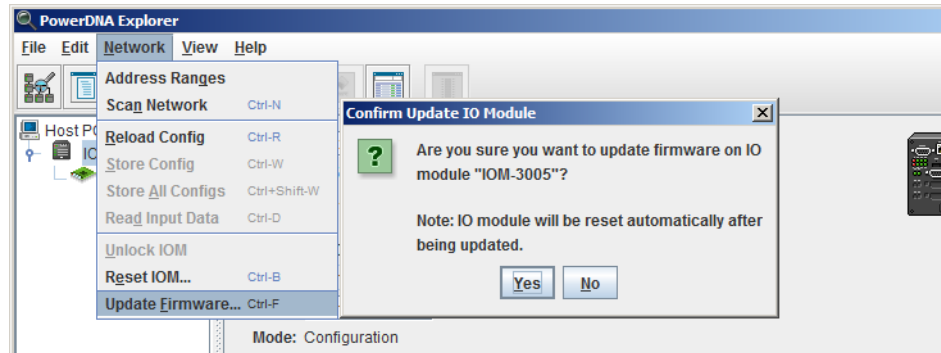 PowerDNA Explorer
File Edit Network View Help
Address Ranges
Scan Network Ctrl-N
Reload Config Ctrl-R
Store Config Ctrl-W
Store All Configs Ctrl+Shift-W
Read Input Data Ctrl-D
Unlock IOM
Reset IOM... Ctrl-B
Update Firmware... Ctrl-F
Host PC
Confirm Update IO Module
Are you sure you want to update firmware on IO
module "IOM-3005"?
Note: IO module will be reset automatically after
being updated.
Yes No
Mode: Configuration